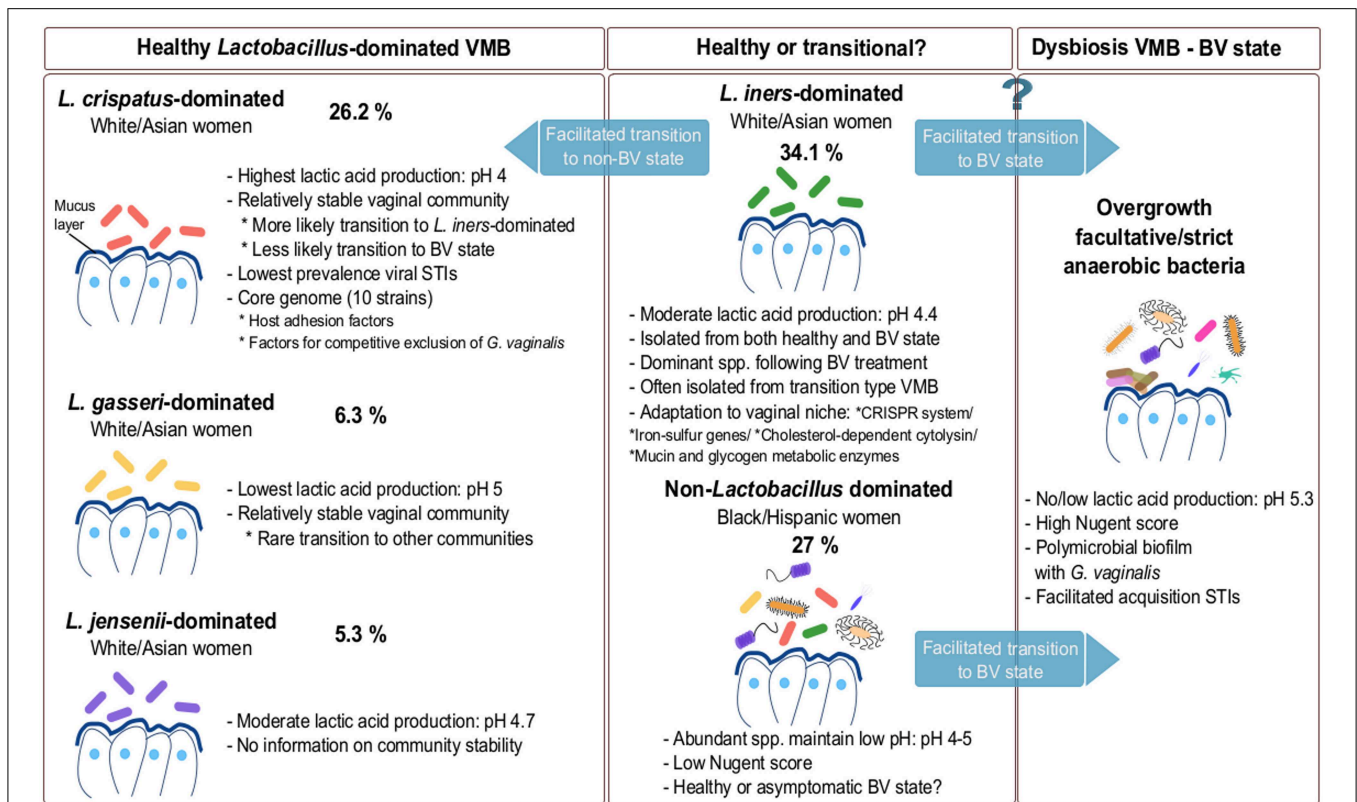 Healthy Lactobacillus-dominated VMB
L. crispatus-dominated
White/Asian women
26.2 %
Mucus
layer
- Highest lactic acid production: pH 4
- Relatively stable vaginal community
* More likely transition to L. iners-dominated
* Less likely transition to BV state
- Lowest prevalence viral STIs
- Core genome (10 strains)
* Host adhesion factors
* Factors for competitive exclusion of G. vaginalis
L. gasseri-dominated
White/Asian women
6.3 %
- Lowest lactic acid production: pH 5
- Relatively stable vaginal community
* Rare transition to other communities
L. jensenii-dominated
White/Asian women
5.3 %
- Moderate lactic acid production: pH 4.7
- No information on community stability
Healthy or transitional?
L. iners-dominated
White/Asian women
34.1 %
Facilitated transition
to non-BV state
?
Facilitated transition
to BV state
- Moderate lactic acid production: pH 4.4
- Isolated from both healthy and BV state
- Dominant spp. following BV treatment
- Often isolated from transition type VMB
- Adaptation to vaginal niche: *CRISPR system/
*Iron-sulfur genes/ *Cholesterol-dependent cytolysin/
*Mucin and glycogen metabolic enzymes
Non-Lactobacillus dominated
Black/Hispanic women
27 %
Facilitated transition
to BV state
- Abundant spp. maintain low pH: pH 4-5
- Low Nugent score
- Healthy or asymptomatic BV state?
Dysbiosis VMB - BV state
Overgrowth
facultative/strict
anaerobic bacteria
- No/low lactic acid production: pH 5.3
- High Nugent score
- Polymicrobial biofilm
with G. vaginalis
- Facilitated acquisition STIs